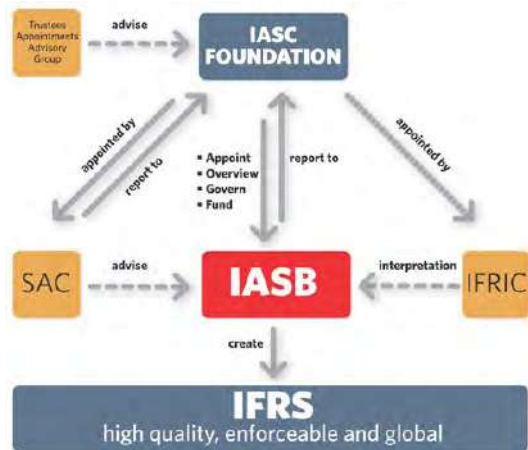 Trustees
Appointments
Advisory
Group
advise
IASC
FOUNDATION
appointed by
report to
▪ Appoint
▪ Overview
▪ Govern
▪ Fund
report to
appointed by
SAC
advise
IASB
interpretation
IFRIC
create
IFRS
high quality, enforceable and global